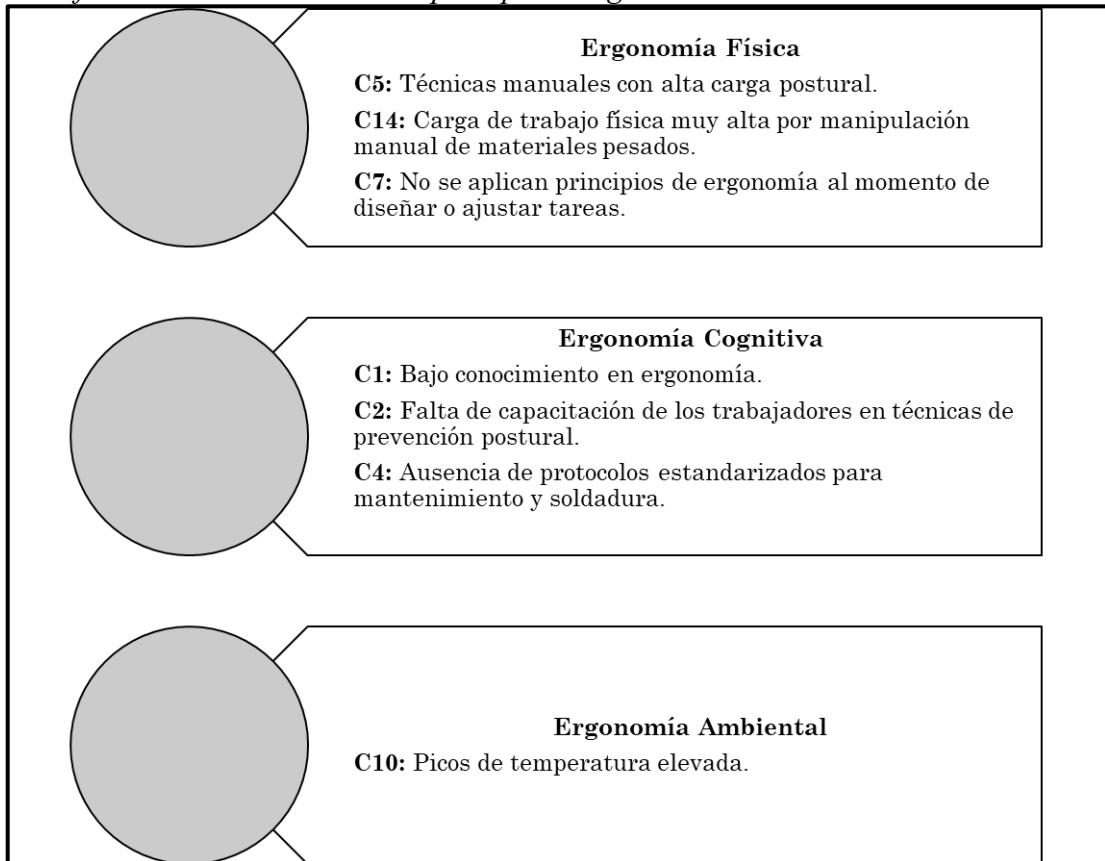 Ergonomía Física
C5: Técnicas manuales con alta carga postural.
C14: Carga de trabajo física muy alta por manipulación
manual de materiales pesados.
C7: No se aplican principios de ergonomía al momento de
diseñar o ajustar tareas.
Ergonomía Cognitiva
C1: Bajo conocimiento en ergonomía.
C2: Falta de capacitación de los trabajadores en técnicas de
prevención postural.
C4: Ausencia de protocolos estandarizados para
mantenimiento y soldadura.
Ergonomía Ambiental
C10: Picos de temperatura elevada.